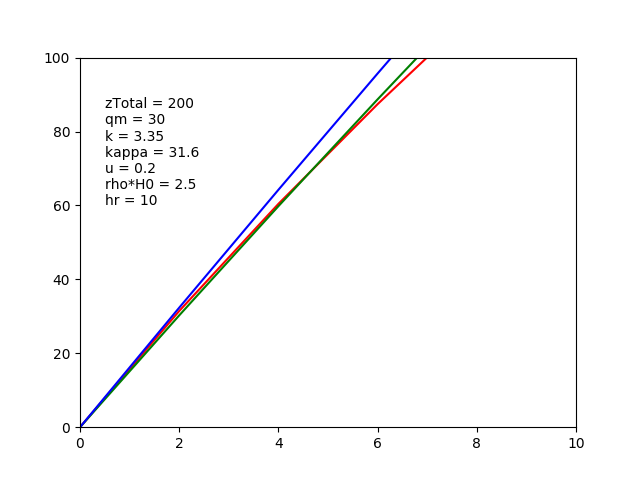 100
80
60
40
20
0
zTotal = 200
qm = 30
k = 3.35
kappa = 31.6
u = 0.2
rho*H0 = 2.5
hr = 10
0 2 4 6 8 10